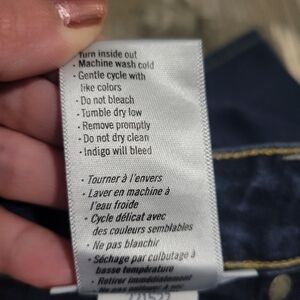 Turn inside out
• Machine wash cold
• Gentle cycle with
like colors
• Do not bleach
• Tumble dry low
• Remove promptly
• Do not dry clean
• Indigo will bleed
• Tourner à l'envers
• Laver en machine à
l'eau froide
• Cycle délicat avec
des couleurs semblables
• Ne pas blanchir
• Séchage par culbutage à
basse température
• Retirer immédiatement